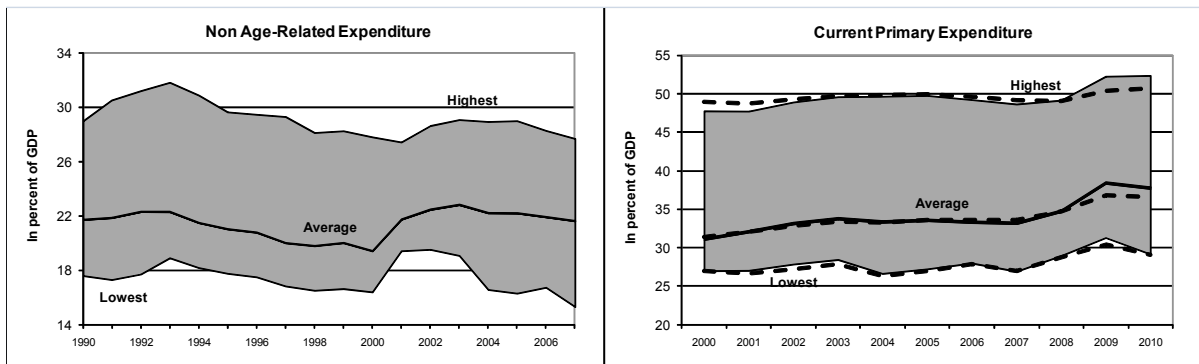 Non Age-Related Expenditure
In percent of GDP
34
30
26
22
18
14
Highest
Average
Lowest
1990 1992 1994 1996 1998 2000 2002 2004 2006
Current Primary Expenditure
In percent of GDP
55
50
45
40
35
30
25
20
Highest
Average
Lowest
2000 2001 2002 2003 2004 2005 2006 2007 2008 2009 2010